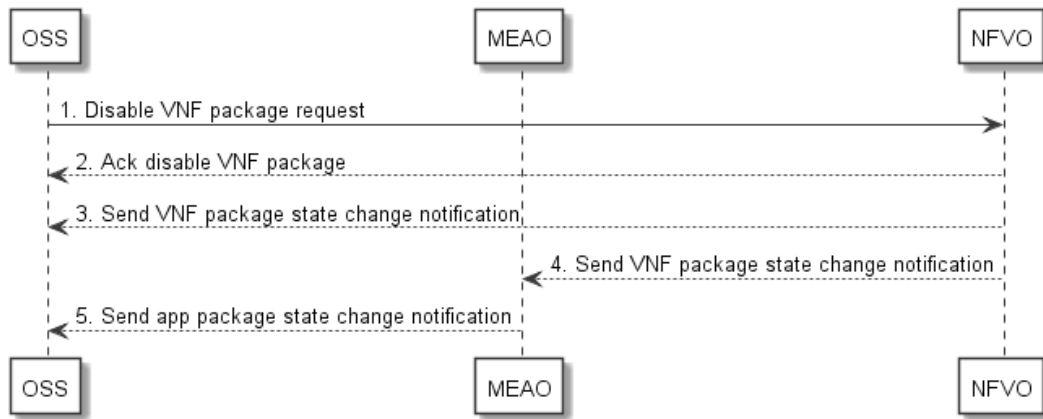 OSS
MEAO
NFVO
1. Disable VNF package request
2. Ack disable VNF package
3. Send VNF package state change notification
4. Send VNF package state change notification
5. Send app package state change notification
OSS
MEAO
NFVO